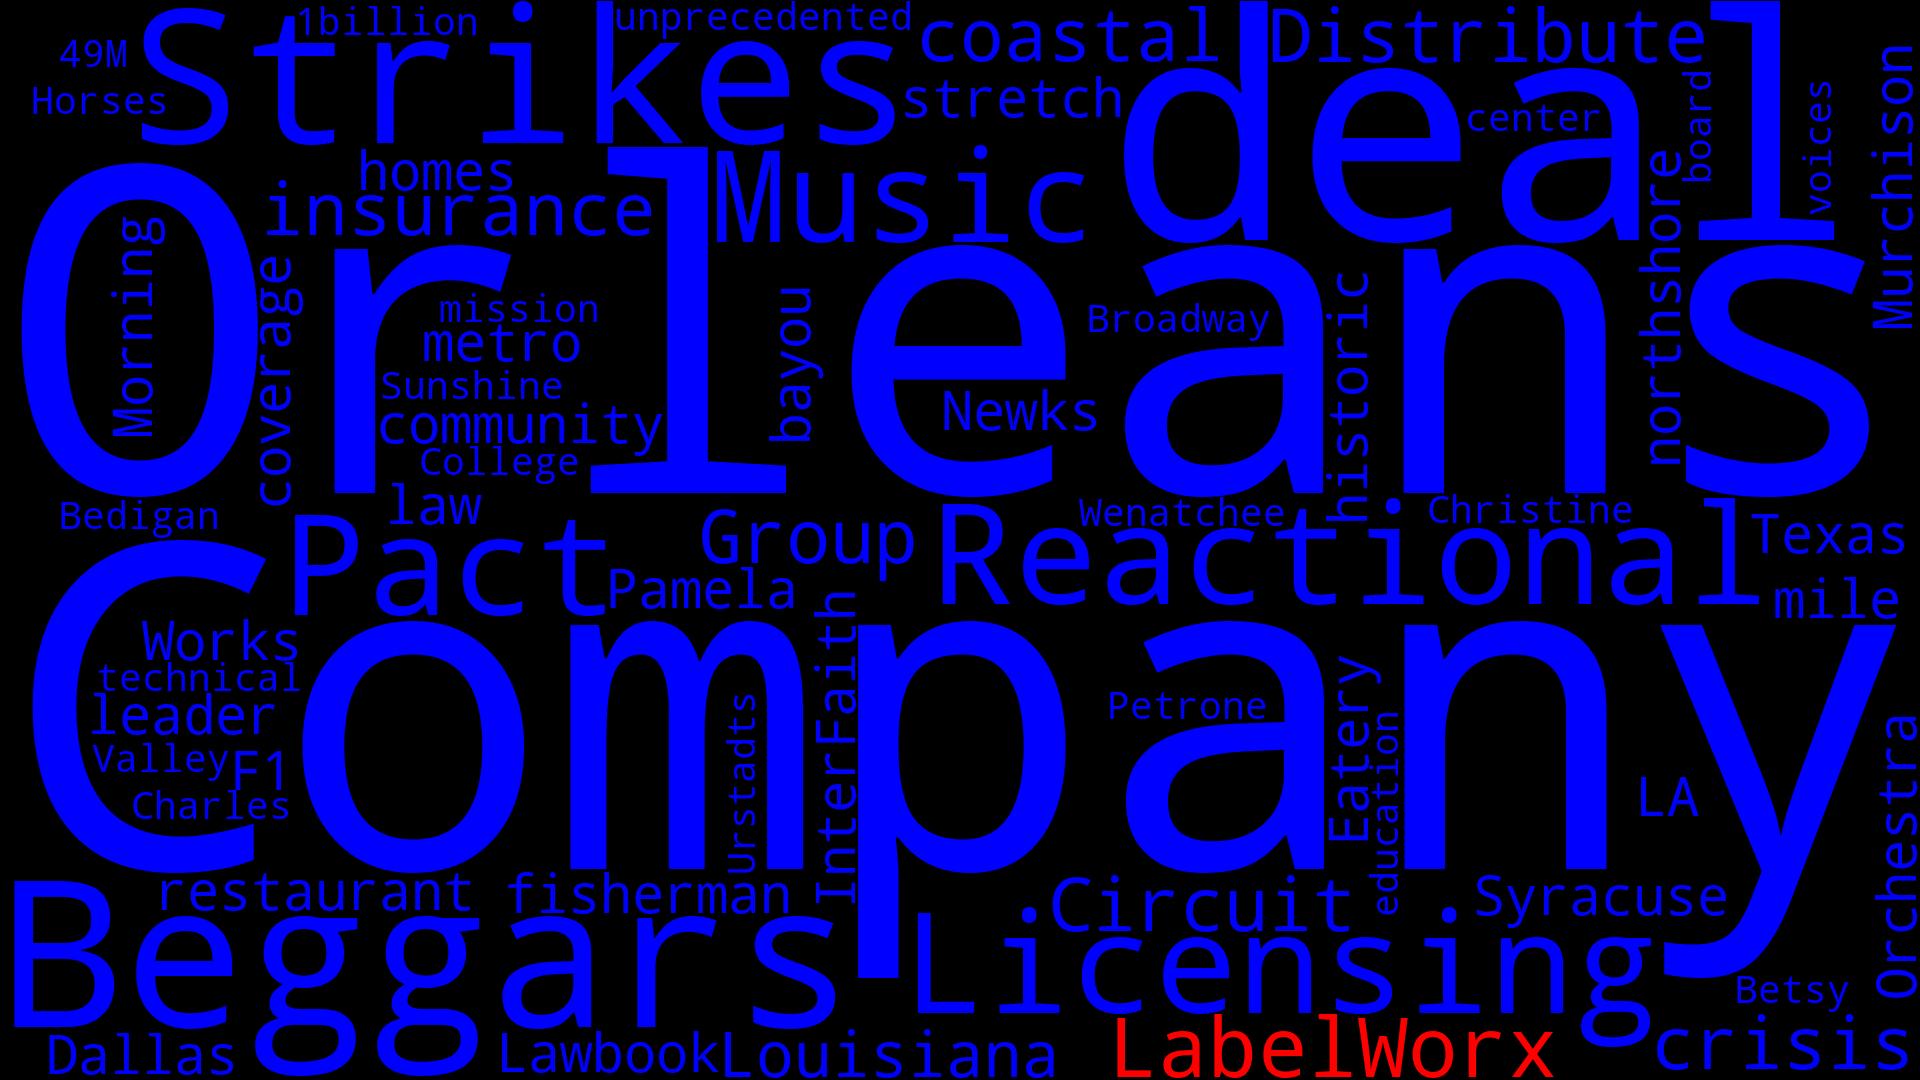 1billion
unprecedented
49M
Strikes
coastal
Distribute
deal
Horses
stretch
center
board
voices
Murchison
homes
insurance
Music
northshore
Orleans
Morning
coverage
mission
metro
Sunshine
community
College
bayou
Broadway
Newks
historic
law
Bedigan
Pact
Group
Pamela
Wenatchee
Christine
Reactional
Texas
mile
Company
Works
technical
leader
Valley
F1
Charles
Urstadts
InterFaith
Petrone
Eatery
education
LA
Orchestra
restaurant
fisherman
Circuit
Syracuse
Beggars
Licensing
Betsy
Dallas
Lawbook
Louisiana
LabelWorx
crisis